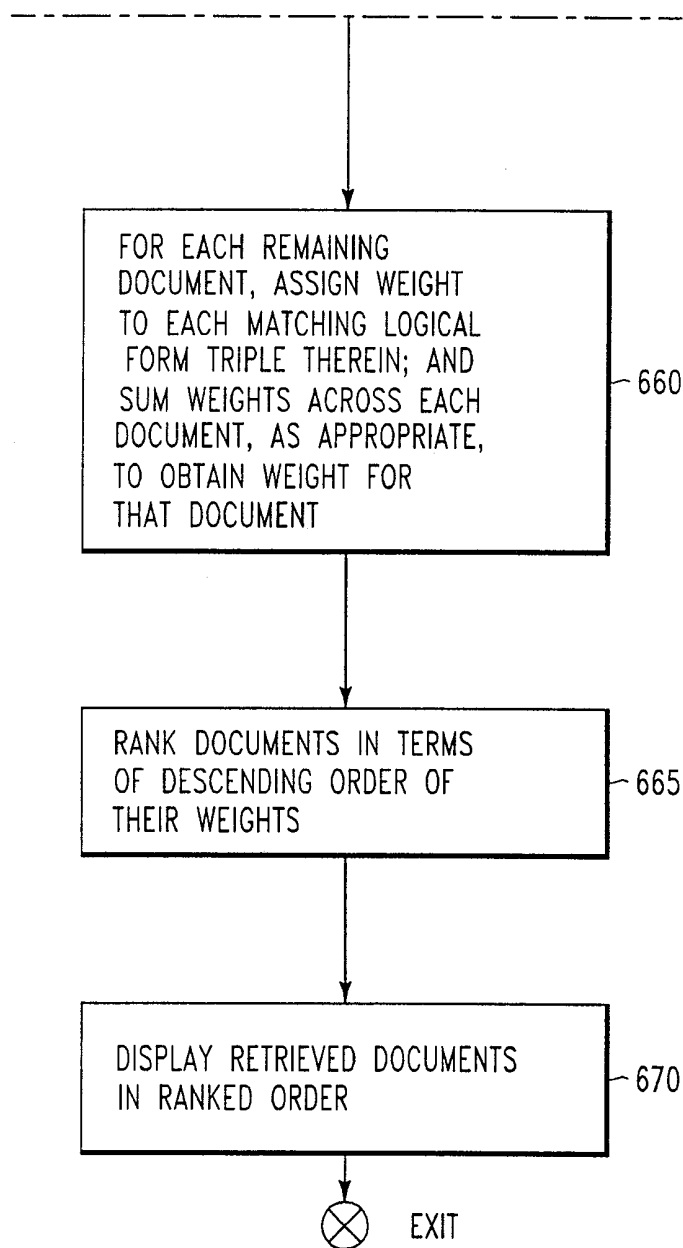 FOR EACH REMAINING
DOCUMENT, ASSIGN WEIGHT
TO EACH MATCHING LOGICAL
FORM TRIPLE THEREIN; AND
SUM WEIGHTS ACROSS EACH
DOCUMENT, AS APPROPRIATE,
TO OBTAIN WEIGHT FOR
THAT DOCUMENT
660
RANK DOCUMENTS IN TERMS
OF DESCENDING ORDER OF
THEIR WEIGHTS
665
DISPLAY RETRIEVED DOCUMENTS
IN RANKED ORDER
670
EXIT